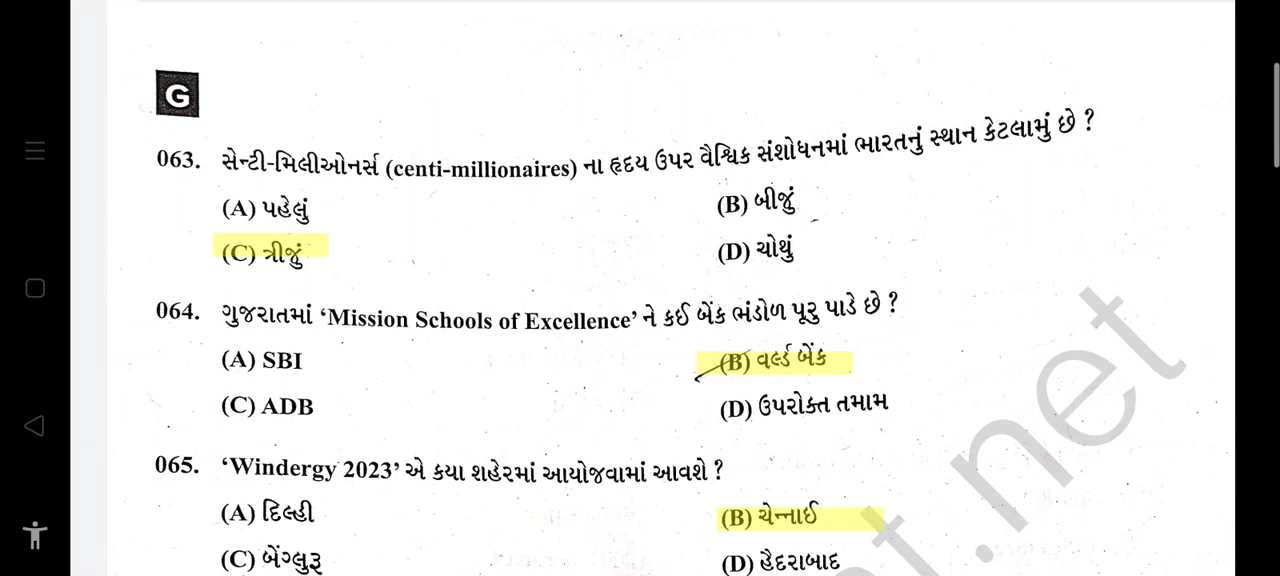 G
063. સેન્ટી-મિલીઓનર્સ (centi-millionaires) ના હૃદય ઉપર વૈશ્વિક સંશોધનમાં ભારતનું સ્થાન કેટલામું છે ?
(A) પહેલું (B) બીજું
(C) ત્રીજું (D) ચોથું
064. ગુજરાતમાં ‘Mission Schools of Excellence’ ને કઈ બેંક ભંડોળ પૂરુ પાડે છે ?
(A) SBI (B) વર્લ્ડ બેંક
(C) ADB (D) ઉપરોક્ત તમામ
065. ‘Windergy 2023’ એ કયા શહેરમાં આયોજવામાં આવશે ?
(A) દિલ્હી (B) ચેન્નાઈ
(C) બેંગ્લુરૂ (D) હૈદરાબાદ
.net